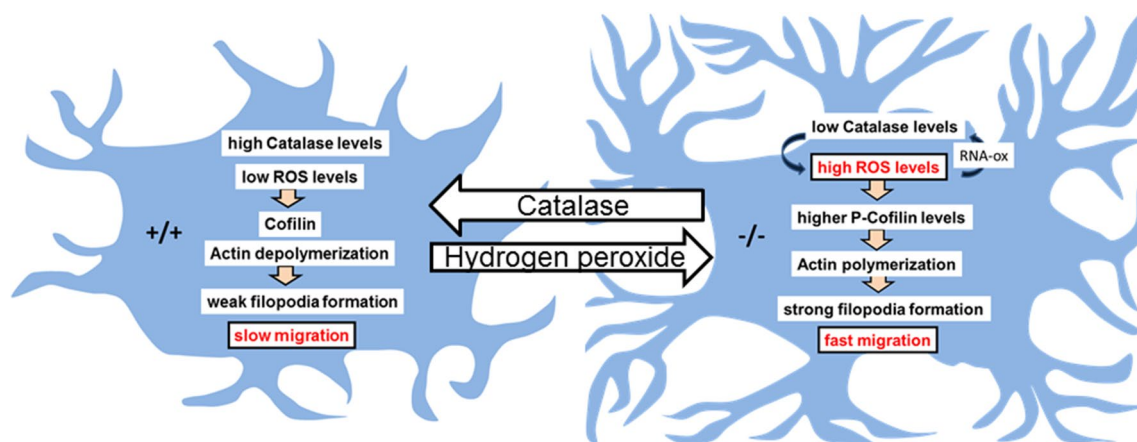 high Catalase levels
low ROS levels
Cofilin
+/+
Actin depolymerization
weak filopodia formation
slow migration
Catalase
Hydrogen peroxide
low Catalase levels
RNA-ox
high ROS levels
higher P-Cofilin levels
-/-
Actin polymerization
strong filopodia formation
fast migration